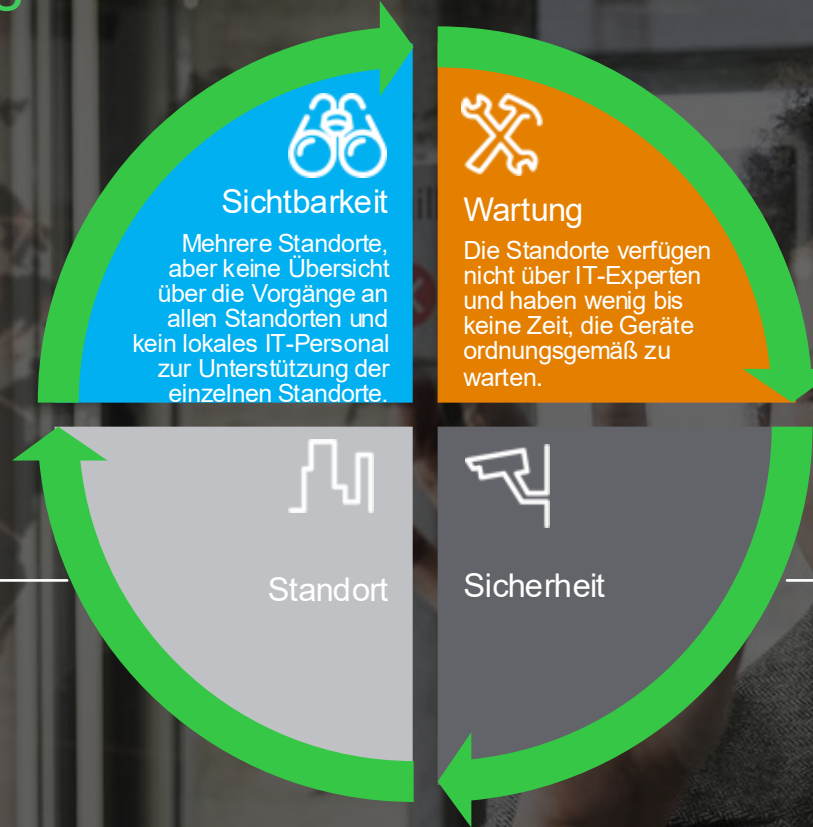 Sichtbarkeit
Mehrere Standorte,
aber keine Übersicht
über die Vorgänge an
allen Standorten und
kein lokales IT-Personal
zur Unterstützung der
einzelnen Standorte.
Wartung
Die Standorte verfügen
nicht über IT-Experten
und haben wenig bis
keine Zeit, die Geräte
ordnungsgemäß zu
warten.
Standort
Sicherheit